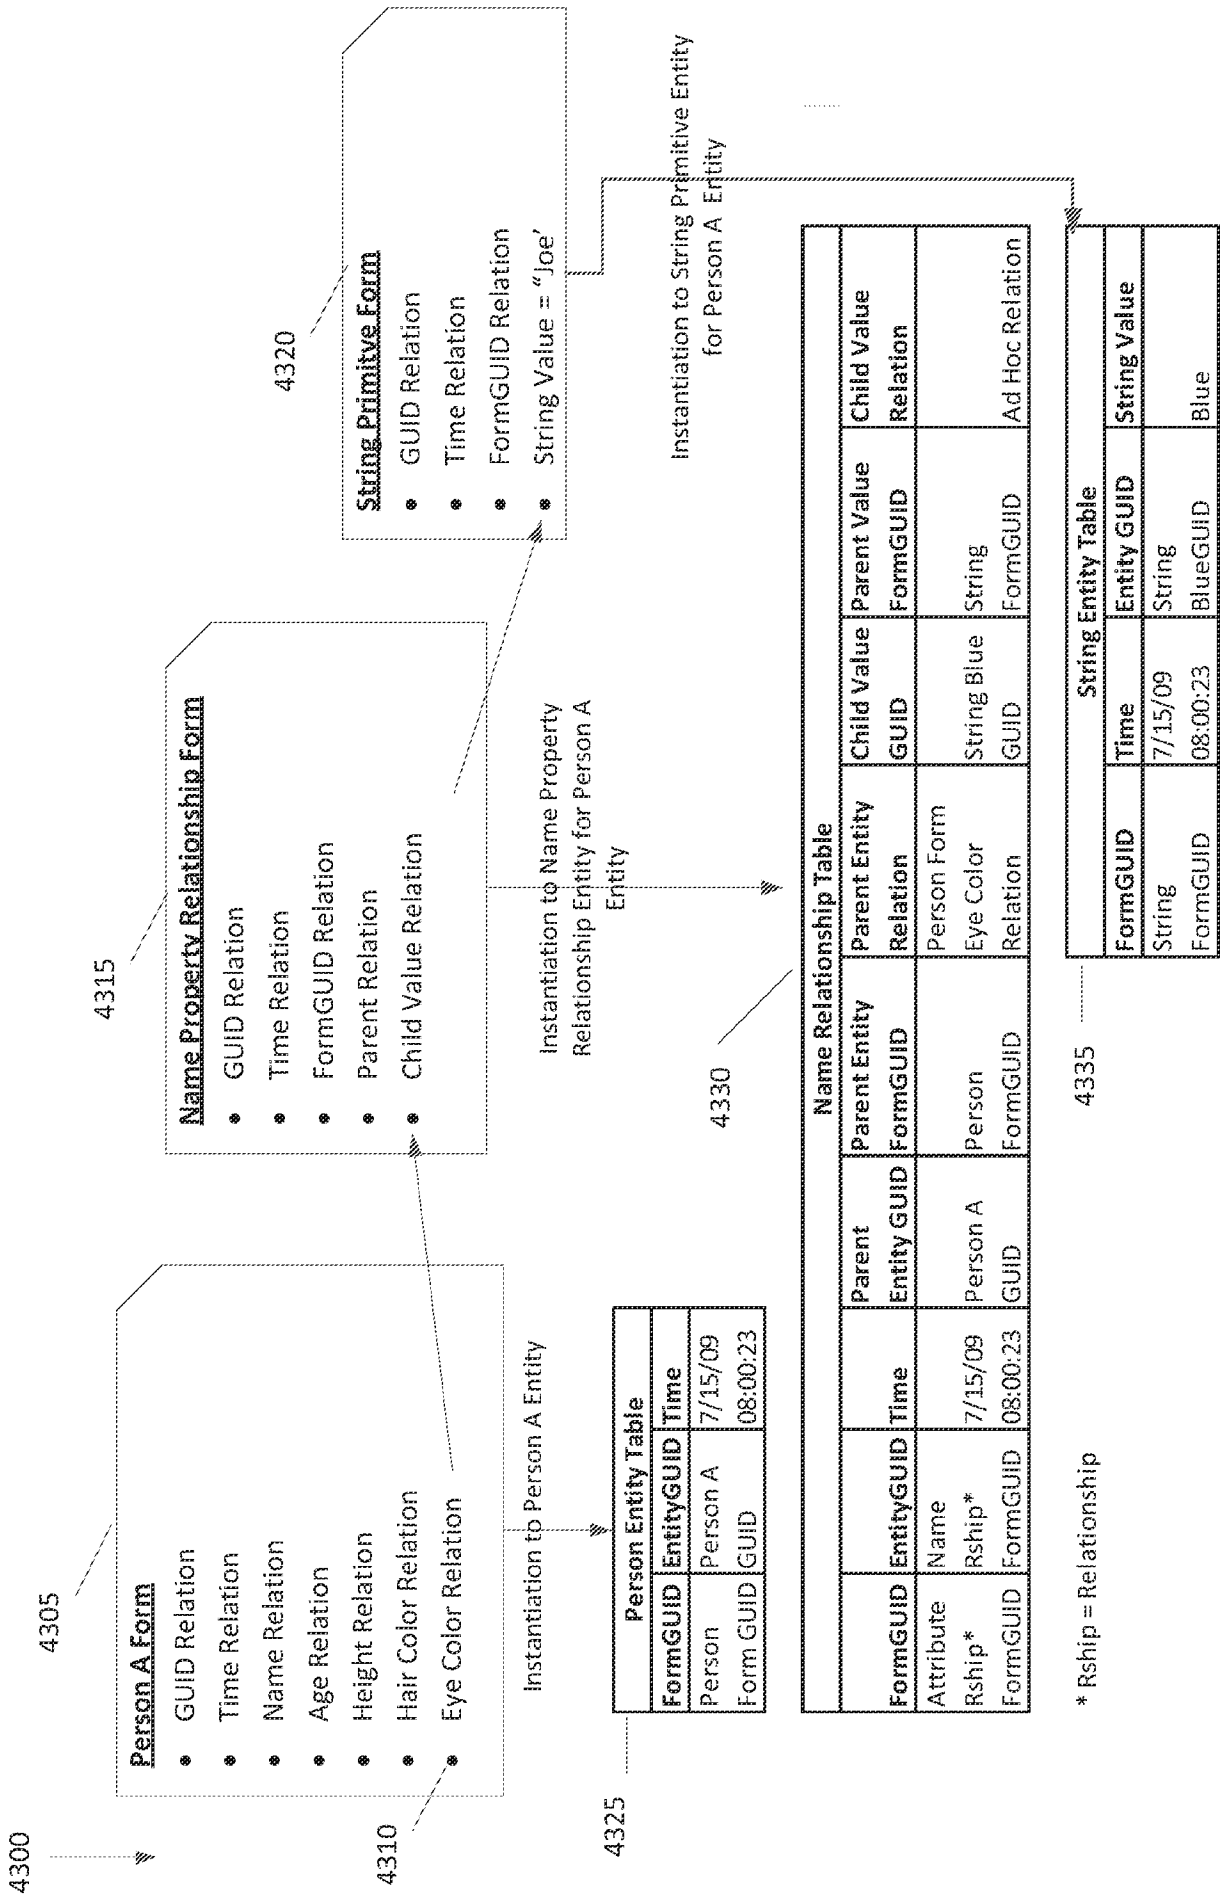 4300
4305
Person A Form
• GUID Relation
• Time Relation
• Name Relation
• Age Relation
• Height Relation
• Hair Color Relation
• Eye Color Relation
4310
4315
Name Property Relationship Form
• GUID Relation
• Time Relation
• FormGUID Relation
• Parent Relation
• Child Value Relation
4320
String Primitve Form
• GUID Relation
• Time Relation
• FormGUID Relation
• String Value = “Joe’
Instantiation to Person A Entity
Instantiation to Name Property
Relationship Entity for Person A
Entity
Instantiation to String Primitive Entity
for Person A Entity
4325
Person Entity Table
FormGUID EntityGUID Time
Person Person A 7/15/09
Form GUID GUID 08:00:23
4330
Name Relationship Table
Parent Parent Entity Parent Entity Child Value Parent Value Child Value
FormGUID EntityGUID Time Entity GUID FormGUID Relation GUID FormGUID Relation
Attribute Name Person Form
Rship* Rship* 7/15/09 Person A Person Eye Color String Blue String
FormGUID FormGUID 08:00:23 GUID FormGUID Relation GUID FormGUID Ad Hoc Relation
* Rship = Relationship
4335
String Entity Table
FormGUID Time Entity GUID String Value
String 7/15/09 String
FormGUID 08:00:23 BlueGUID Blue